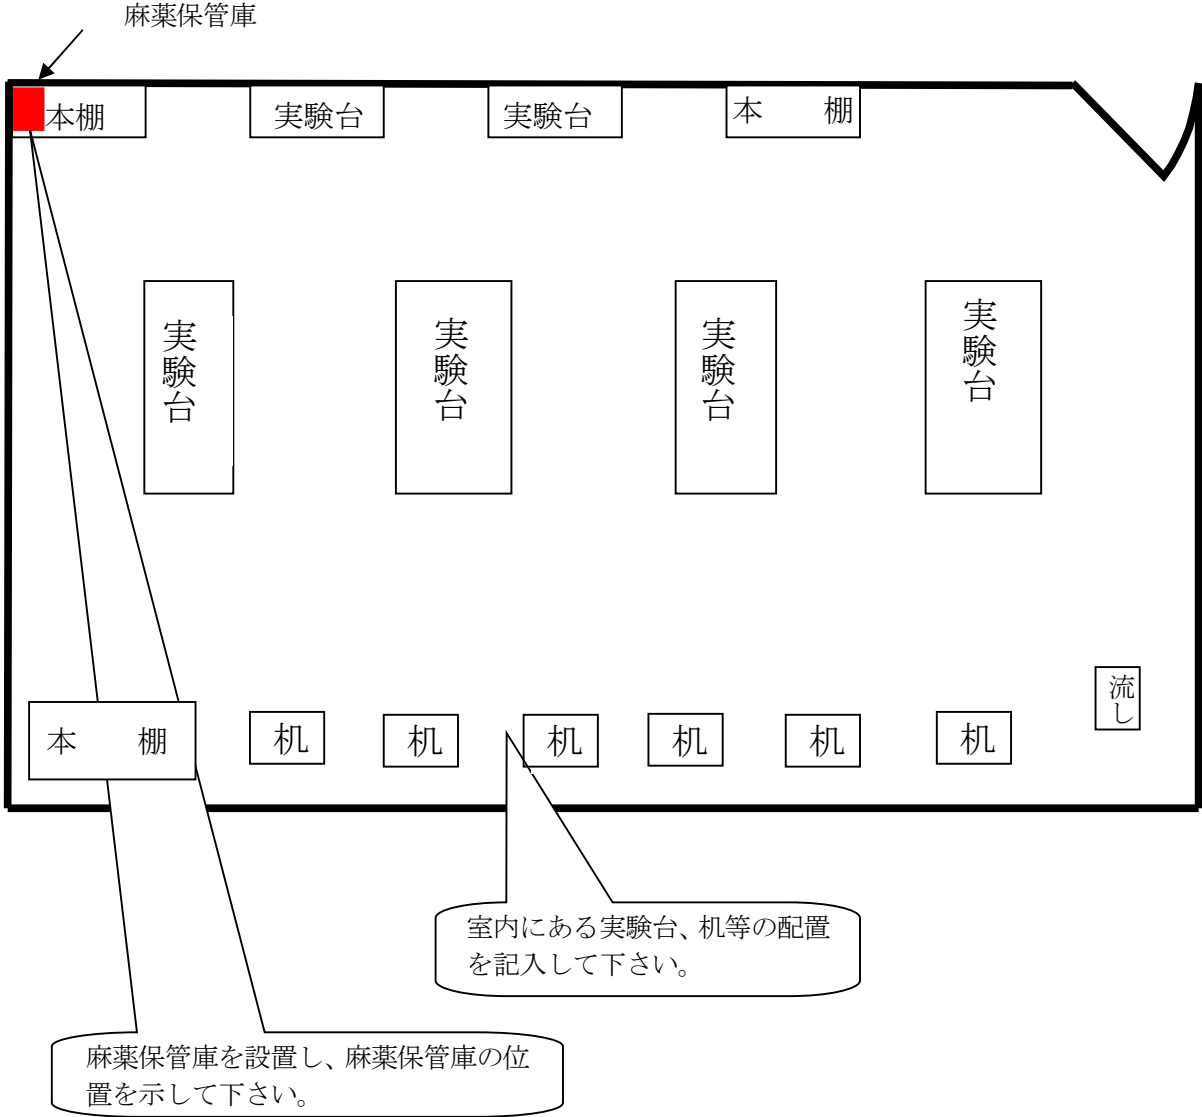 麻薬保管庫
本棚
実験台
実験台
本　　棚
実験台
実験台
実験台
実験台
流し
本　　棚
机
机
机
机
机
机
室内にある実験台、机等の配置
を記入して下さい。
麻薬保管庫を設置し、麻薬保管庫の位
置を示して下さい。